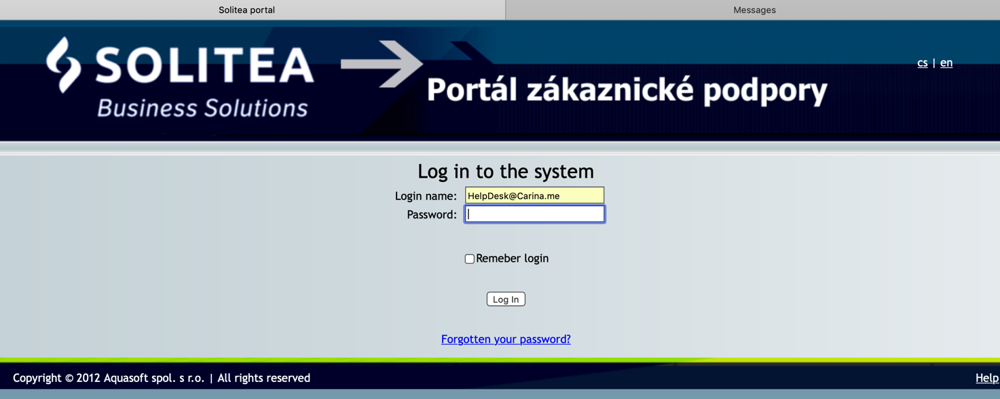 Solitea portal
Messages
SOLITEA
Business Solutions
Portál zákaznické podpory
cs | en
Log in to the system
Login name: HelpDesk@Carina.me
Password:
Remeber login
Log In
Forgotten your password?
Copyright © 2012 Aquasoft spol. s r.o. | All rights reserved
Help